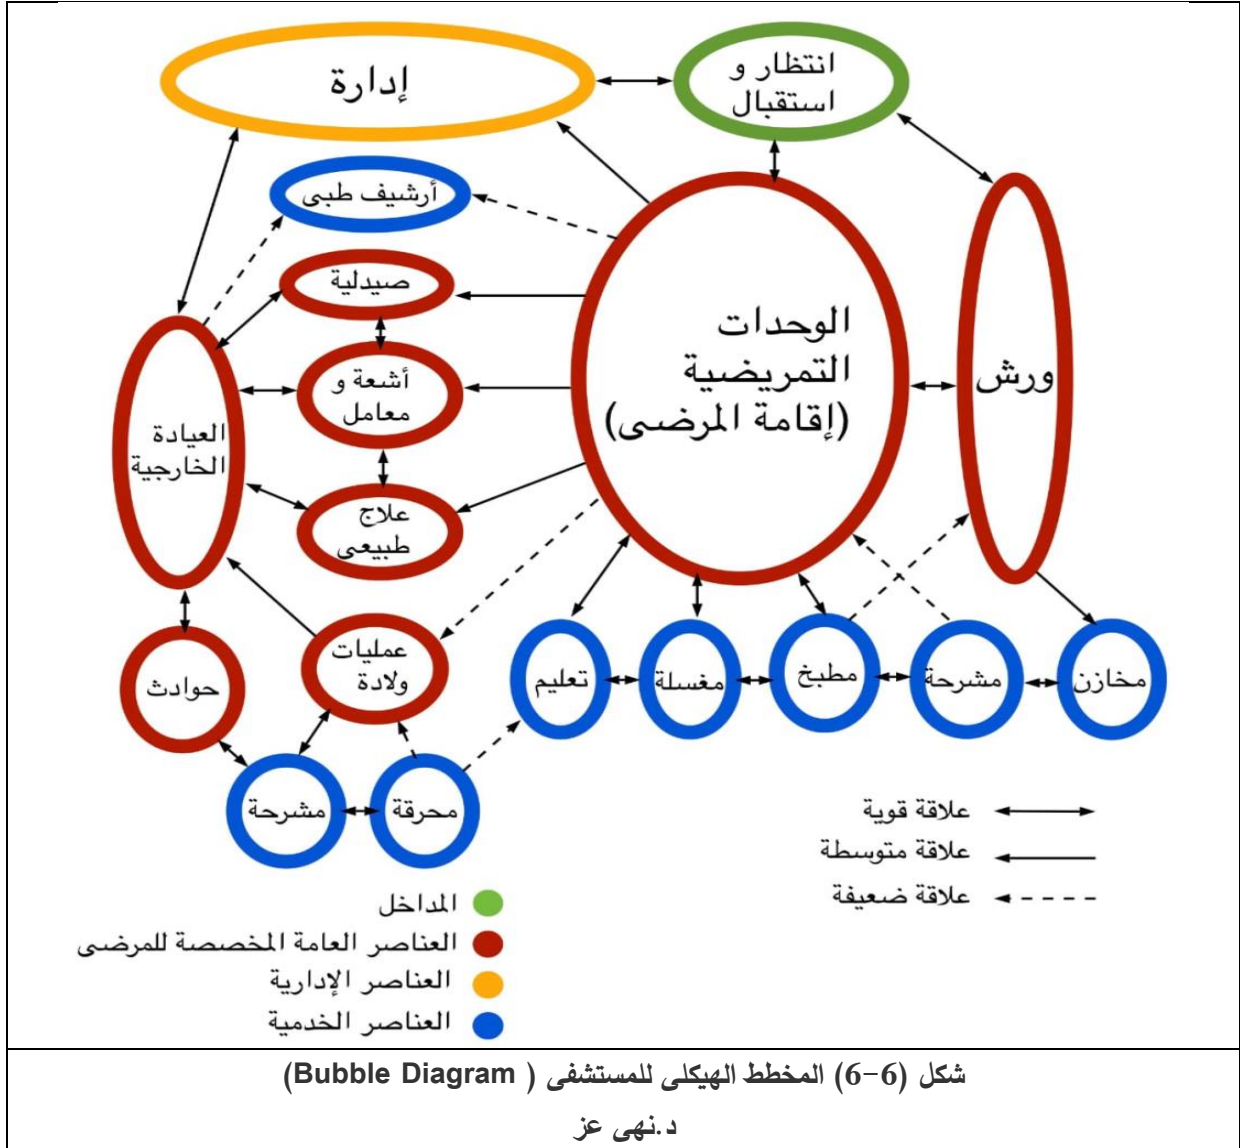 إدارة
انتظار و
استقبال
أرشيف طبى
صيدلية
الوحدات
التمريضية
(إقامة المرضى)
ورش
أشعة و
معامل
العيادة
الخارجية
علاج
طبيعى
عمليات
ولادة
حوادث
تعليم
مغسلة
مطبخ
مشرحة
مخازن
مشرحة
محرقة
علاقة قوية
علاقة متوسطة
علاقة ضعيفة
المداخل
العناصر العامة المخصصة للمرضى
العناصر الإدارية
العناصر الخدمية
شكل (6-6) المخطط الهيكلى للمستشفى ( Bubble Diagram)
د.نهى عز